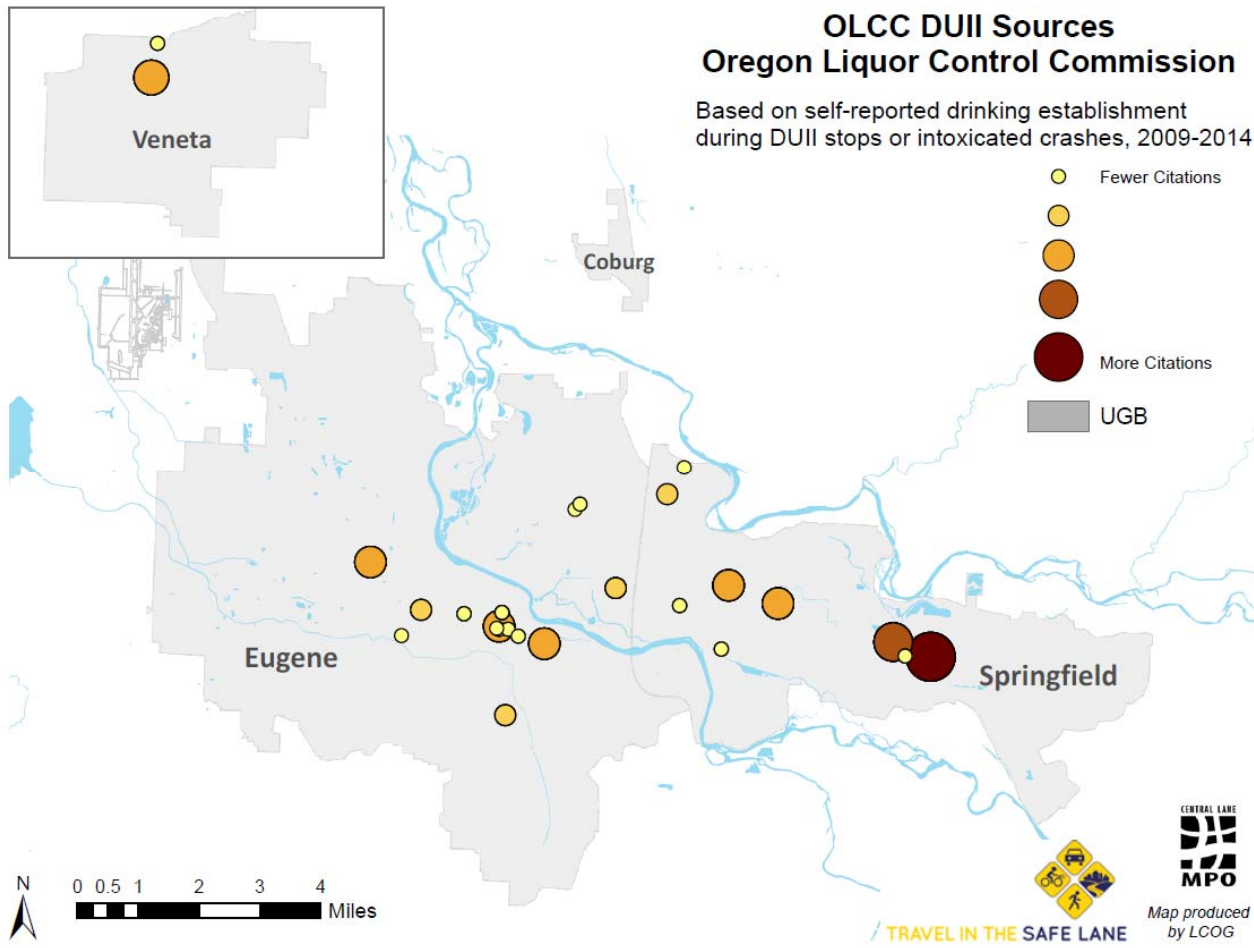 OLCC DUII Sources
Oregon Liquor Control Commission
Based on self-reported drinking establishment
during DUII stops or intoxicated crashes, 2009-2014
Fewer Citations
More Citations
UGB
Veneta
Coburg
Eugene
Springfield
N
0 0.5 1 2 3 4
Miles
TRAVEL IN THE SAFE LANE
CENTRAL LANE
MPO
Map produced
by LCOG